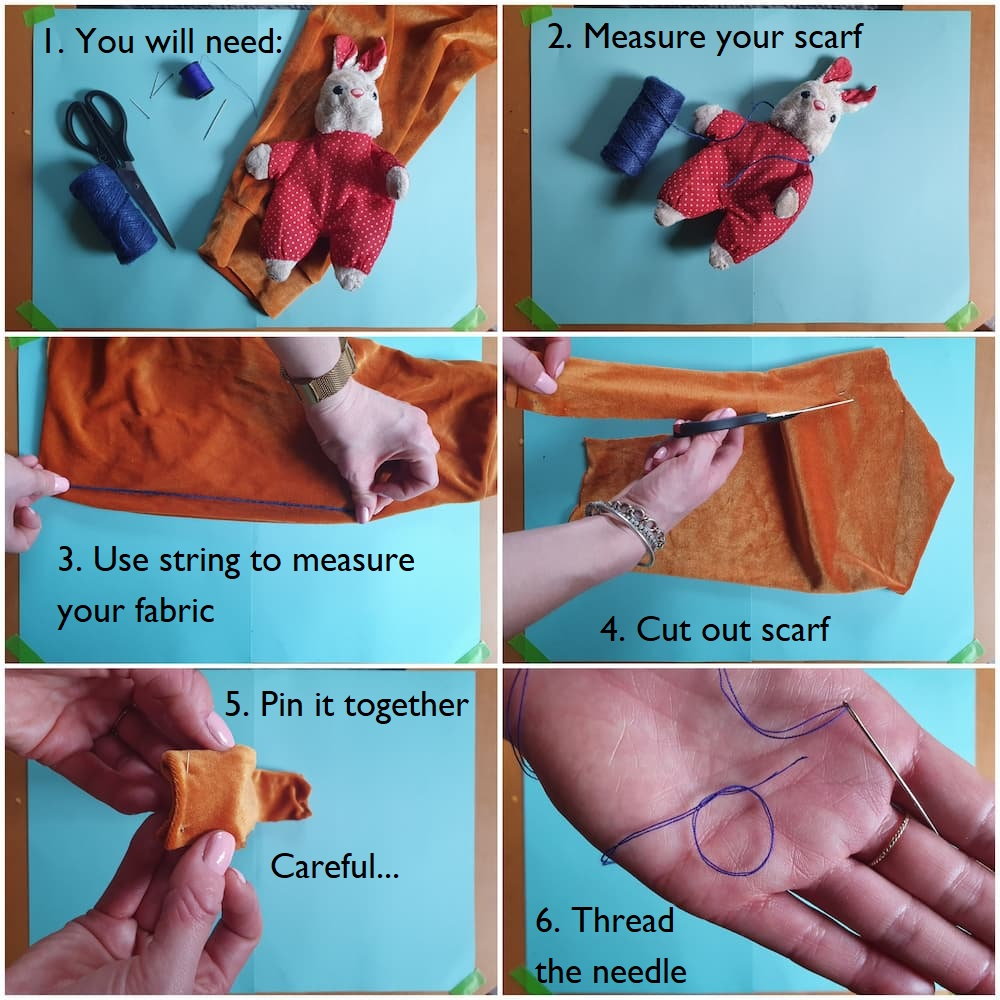 1. You will need:
2. Measure your scarf
3. Use string to measure
your fabric
4. Cut out scarf
5. Pin it together
Careful...
6. Thread
the needle